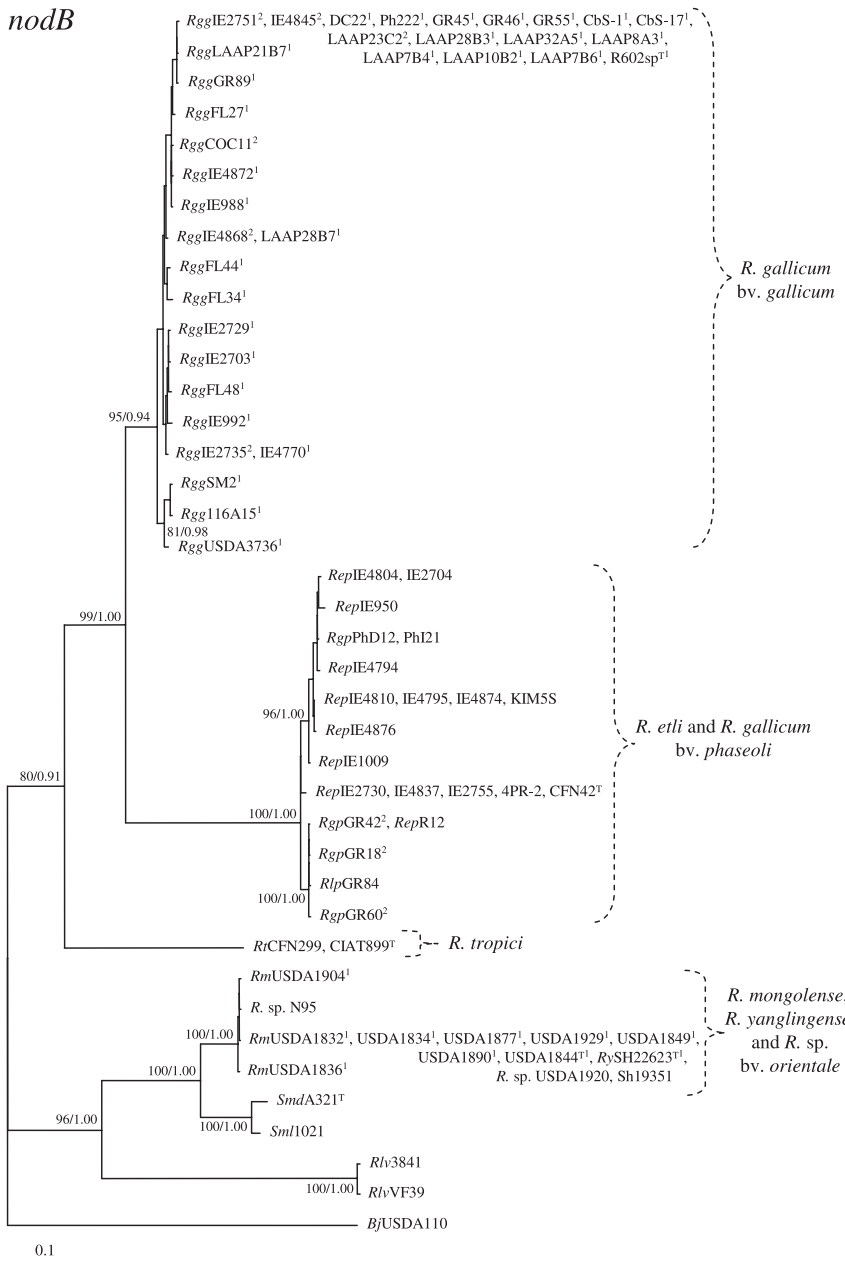 nodB
RggIE2751², IE4845², DC22¹, Ph222¹, GR45¹, GR46¹, GR55¹, CbS-1¹, CbS-17¹,
LAAP23C2², LAAP28B3¹, LAAP32A5¹, LAAP8A3¹,
LAAP7B4¹, LAAP10B2¹, LAAP7B6¹, R602spᵀ¹
RggLAAP21B7¹
RggGR89¹
RggFL27¹
RggCOC11²
RggIE4872¹
RggIE988¹
RggIE4868², LAAP28B7¹
RggFL44¹
RggFL34¹
R. gallicum
bv. gallicum
RggIE2729¹
RggIE2703¹
RggFL48¹
RggIE992¹
95/0.94
RggIE2735², IE4770¹
RggSM2¹
Rgg116A15¹
81/0.98
RggUSDA3736¹
RepIE4804, IE2704
RepIE950
99/1.00
RgpPhD12, PhI21
RepIE4794
RepIE4810, IE4795, IE4874, KIM5S
96/1.00
RepIE4876
R. etli and R. gallicum
bv. phaseoli
RepIE1009
80/0.91
RepIE2730, IE4837, IE2755, 4PR-2, CFN42ᵀ
100/1.00
RgpGR42², RepR12
RgpGR18²
RlpGR84
100/1.00
RgpGR60²
RtCFN299, CIAT899ᵀ
R. tropici
RmUSDA1904¹
R. sp. N95
100/1.00
RmUSDA1832¹, USDA1834¹, USDA1877¹, USDA1929¹, USDA1849¹,
USDA1890¹, USDA1844ᵀ¹, RySH22623ᵀ¹,
R. sp. USDA1920, Sh19351
R. mongolense
R. yanglingense
and R. sp.
bv. orientale
RmUSDA1836¹
100/1.00
SmdA321ᵀ
96/1.00
100/1.00
Sml1021
Rlv3841
100/1.00
RlvVF39
BjUSDA110
0.1